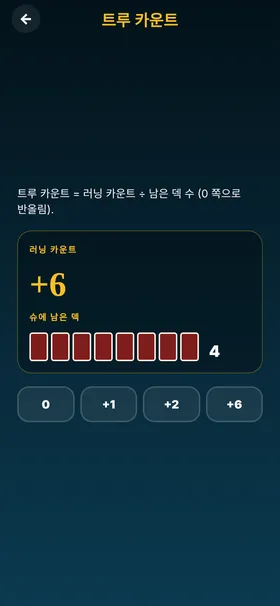 트루 카운트
트루 카운트 = 러닝 카운트 ÷ 남은 덱 수 (0 쪽으로
반올림).
러닝 카운트
+6
슈에 남은 덱
4
0 +1 +2 +6